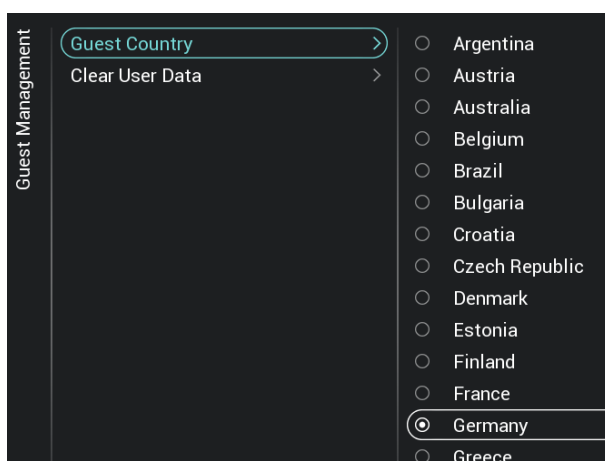 Guest Management
Guest Country
Clear User Data
Argentina
Austria
Australia
Belgium
Brazil
Bulgaria
Croatia
Czech Republic
Denmark
Estonia
Finland
France
Germany
Greece